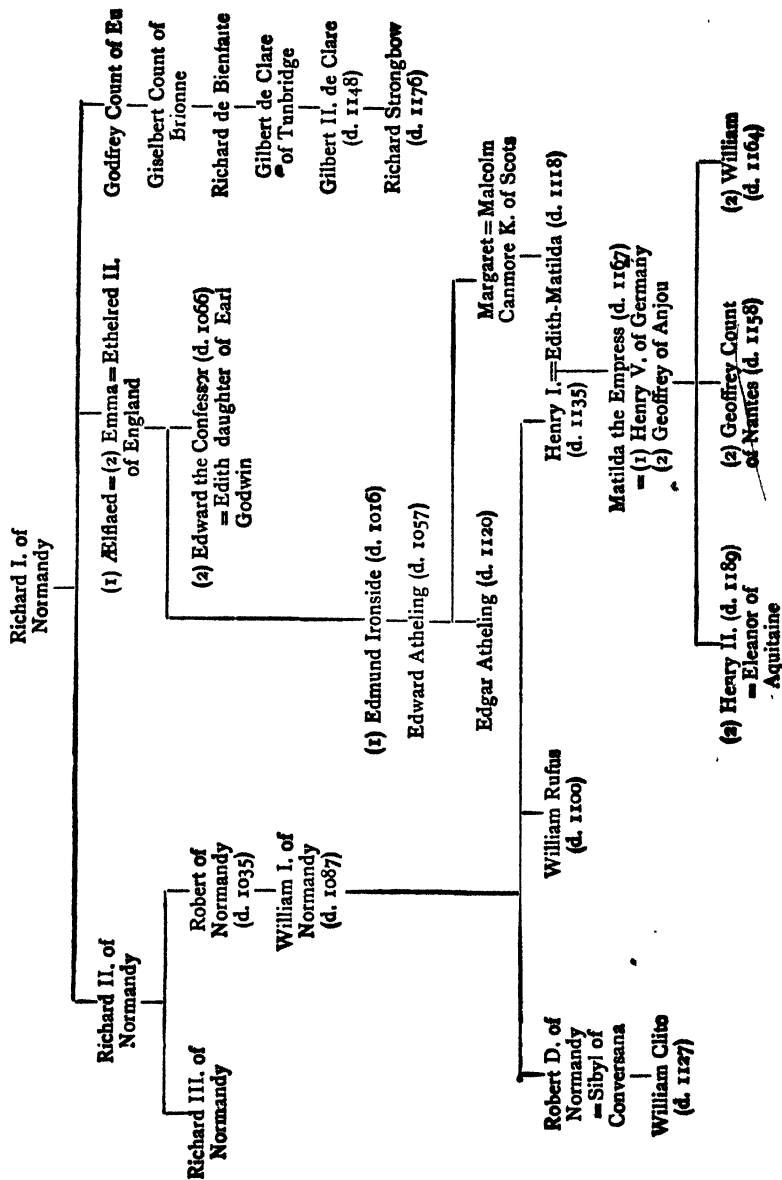 Richard I. of
Normandy
Richard II. of
Normandy
(1) Ælflaed = (2) Emma = Ethelred II.
of England
Godfrey Count of Eu
Giselbert Count of
Brionne
Richard de Bienfaite
Gilbert de Clare
of Tunbridge
Gilbert II. de Clare
(d. 1148)
Richard Strongbow
(d. 1176)
Richard III. of
Normandy
Robert of
Normandy
(d. 1035)
William I. of
Normandy
(d. 1087)
(2) Edward the Confessor (d. 1066)
= Edith daughter of Earl
Godwin
(1) Edmund Ironside (d. 1016)
Edward Atheling (d. 1057)
Edgar Atheling (d. 1120)
Margaret = Malcolm
Canmore K. of Scots
Robert D. of
Normandy
= Sibyl of
Conversana
William Clito
(d. 1127)
William Rufus
(d. 1100)
Henry I. = Edith-Matilda (d. 1118)
(d. 1135)
Matilda the Empress (d. 1167)
= (1) Henry V. of Germany
(2) Geoffrey of Anjou
(2) Henry II. (d. 1189)
= Eleanor of
Aquitaine
(2) Geoffrey Count
of Nantes (d. 1158)
(2) William
(d. 1164)